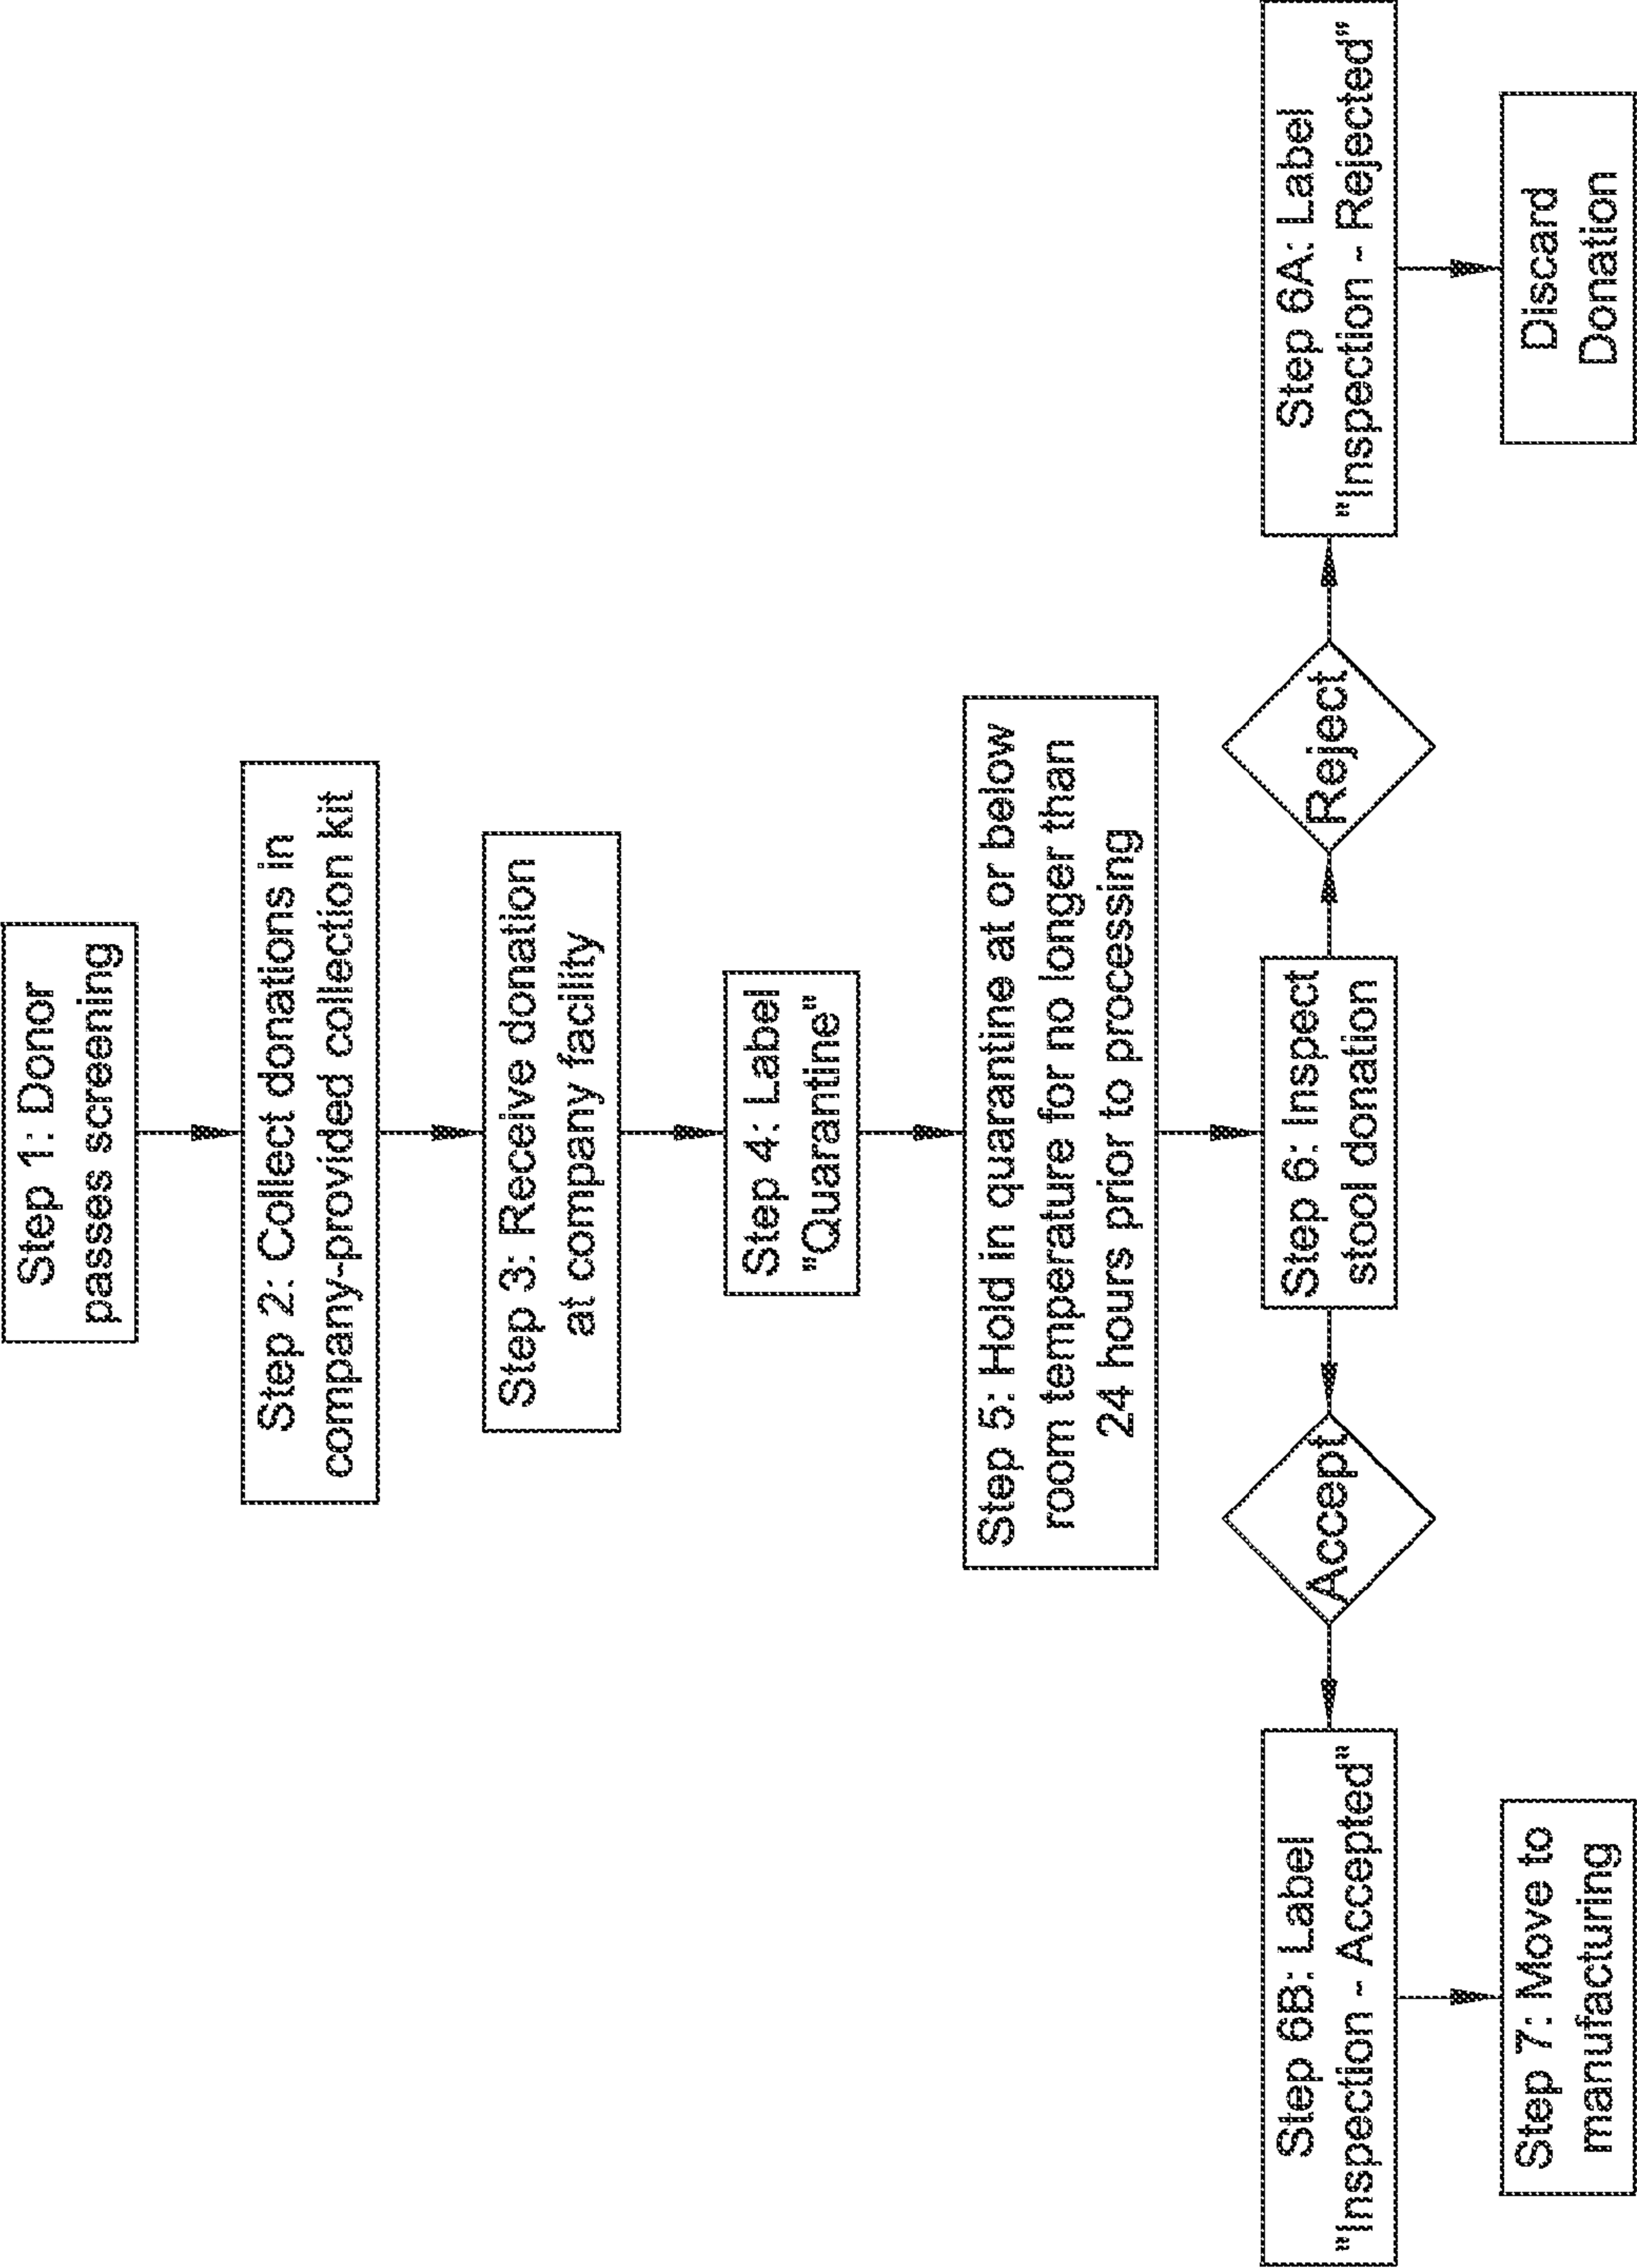 Step 1: Donor
passes screening
Step 2: Collect donations in
company-provided collection kit
Step 3: Receive donation
at company facility
Step 4: Label
"Quarantine"
Step 5: Hold in quarantine at or below
room temperature for no longer than
24 hours prior to processing
Step 6: Inspect
stool donation
Accept
Reject
Step 6B: Label
"Inspection - Accepted"
Step 6A: Label
"Inspection - Rejected"
Step 7: Move to
manufacturing
Discard
Donation